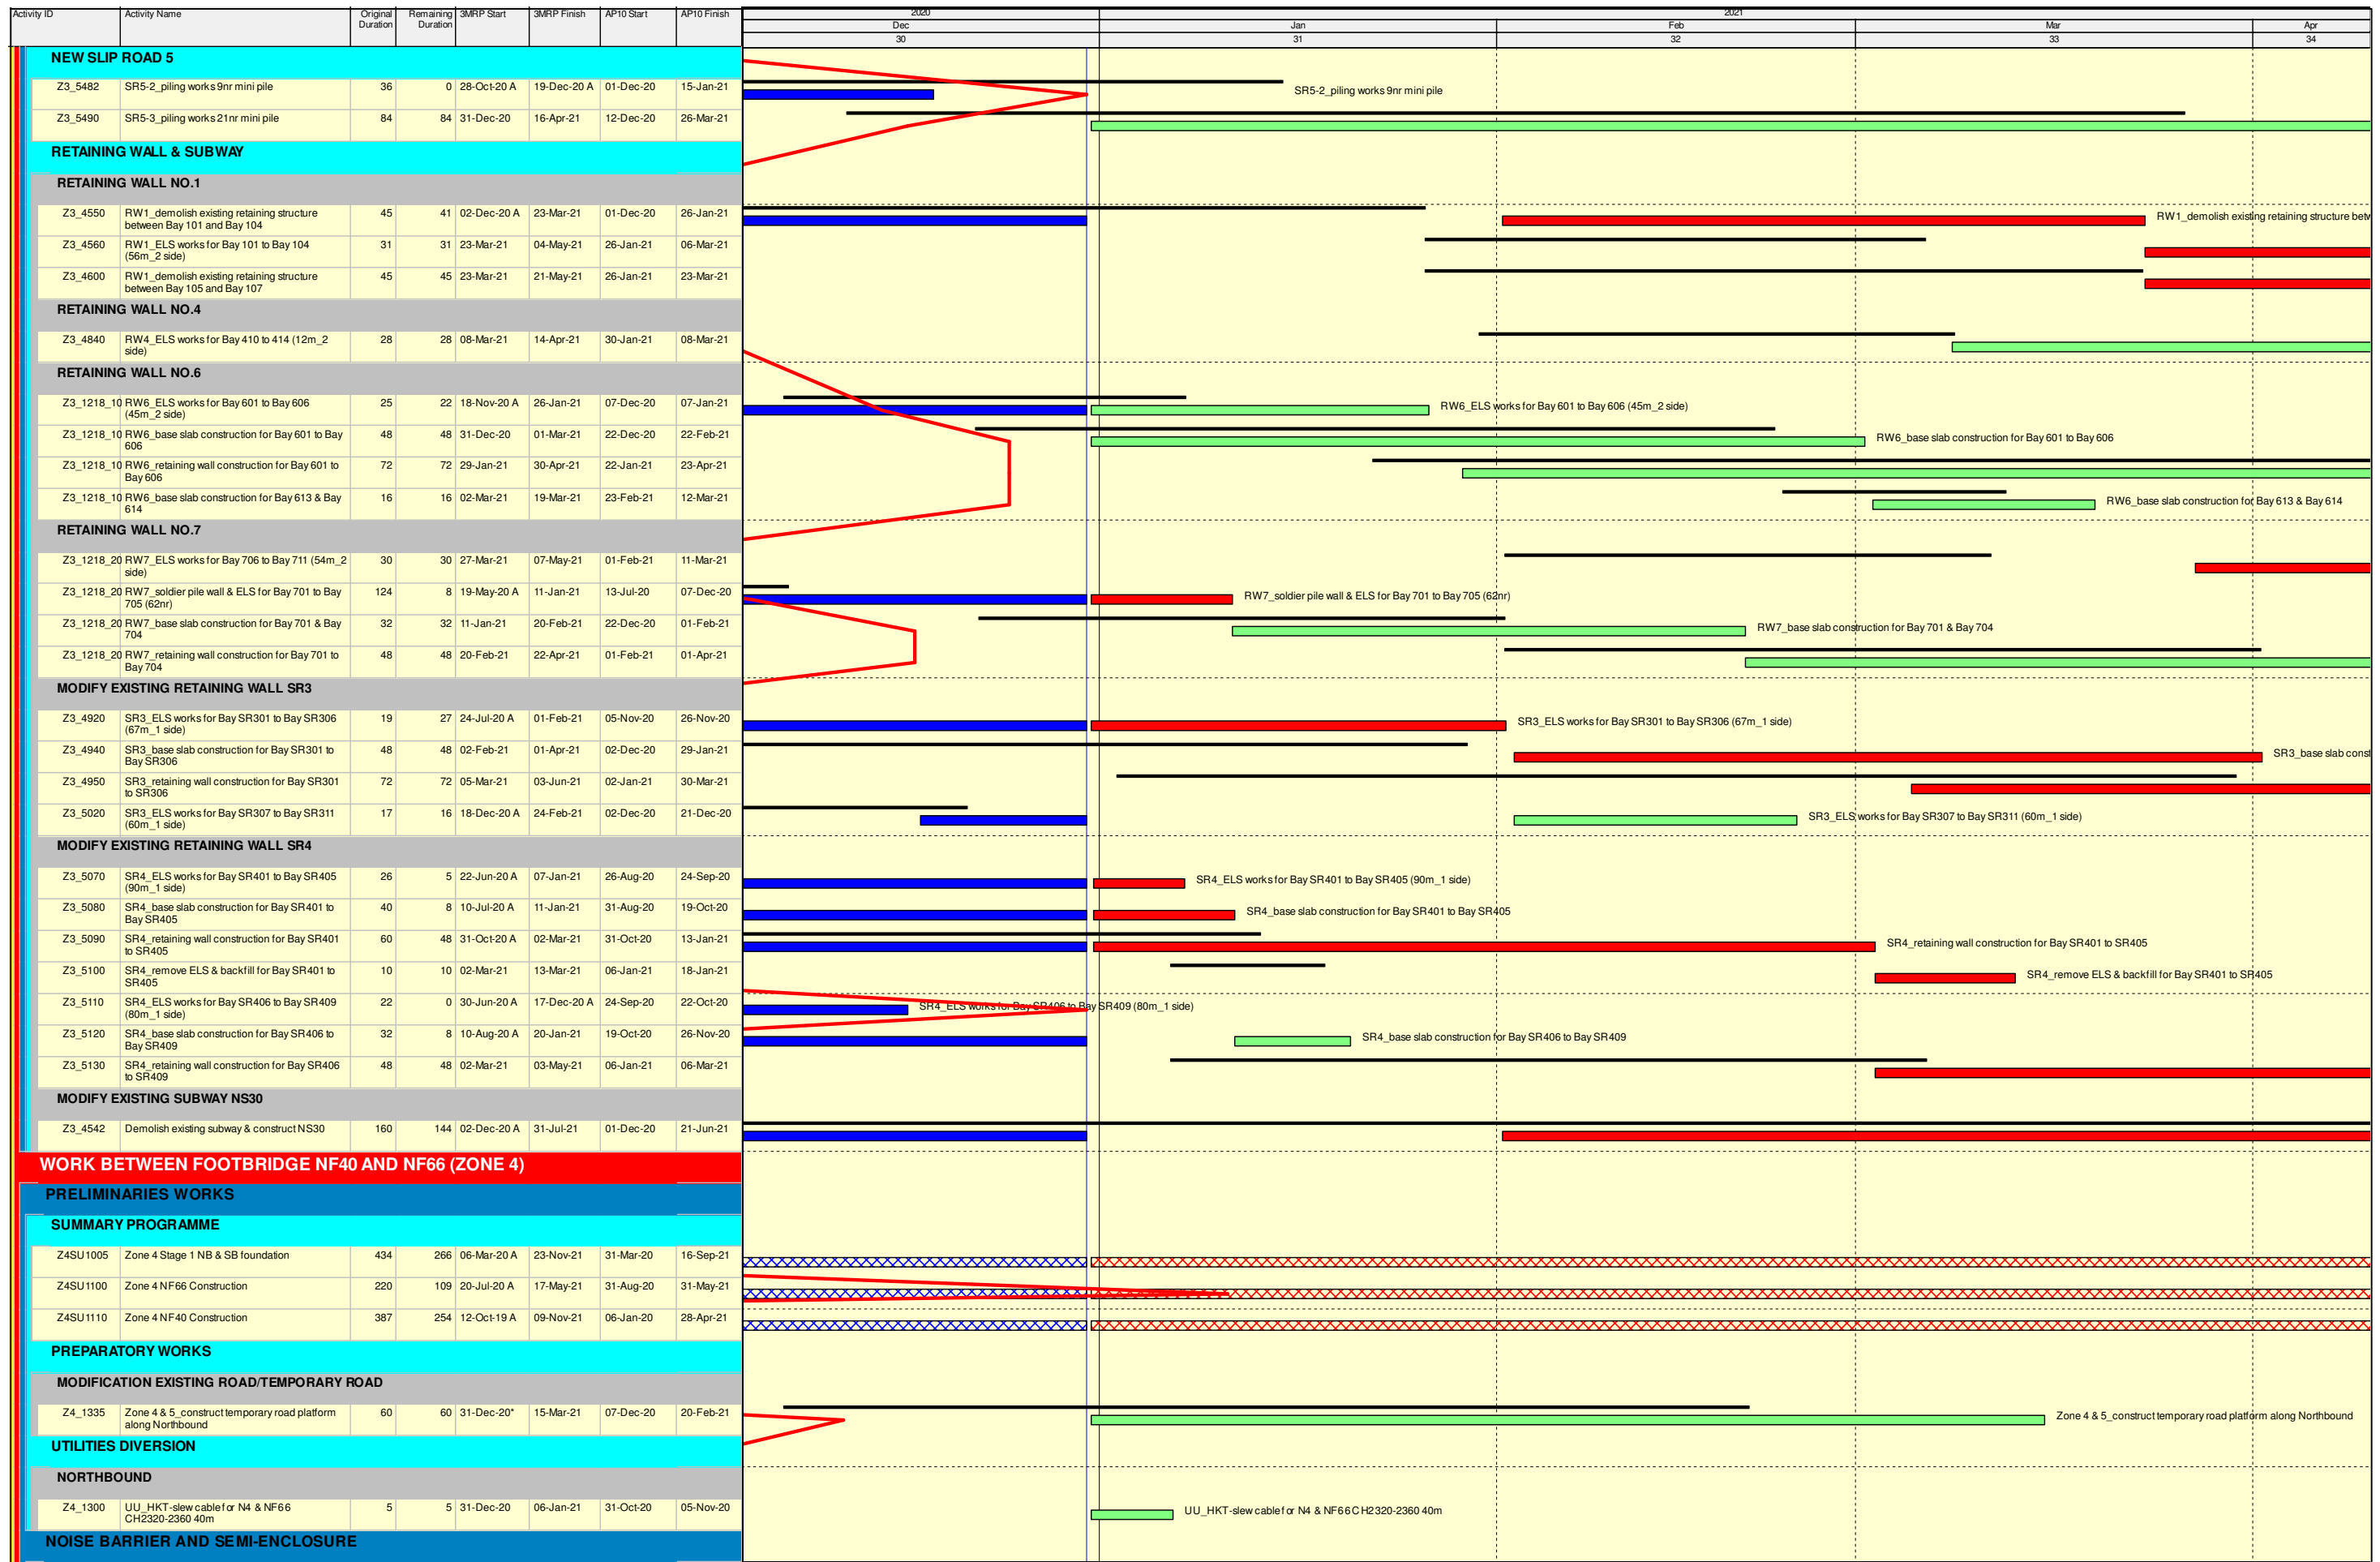 Activity ID Activity Name Original Duration Remaining Duration 3MRP Start 3MRP Finish AP10 Start AP10 Finish 2020 2021
Dec Jan Feb Mar Apr
30 31 32 33 34
NEW SLIP ROAD 5
Z3_5482 SR5-2_piling works 9nr mini pile 36 0 28-Oct-20 A 19-Dec-20 A 01-Dec-20 15-Jan-21 SR5-2_piling works 9nr mini pile
Z3_5490 SR5-3_piling works 21nr mini pile 84 84 31-Dec-20 16-Apr-21 12-Dec-20 26-Mar-21
RETAINING WALL & SUBWAY
RETAINING WALL NO.1
Z3_4550 RW1_demolish existing retaining structure 45 41 02-Dec-20 A 23-Mar-21 01-Dec-20 26-Jan-21 RW1_demolish existing retaining structure betw
between Bay 101 and Bay 104
Z3_4560 RW1_ELS works for Bay 101 to Bay 104 31 31 23-Mar-21 04-May-21 26-Jan-21 06-Mar-21
(56m_2 side)
Z3_4600 RW1_demolish existing retaining structure 45 45 23-Mar-21 21-May-21 26-Jan-21 23-Mar-21
between Bay 105 and Bay 107
RETAINING WALL NO.4
Z3_4840 RW4_ELS works for Bay 410 to 414 (12m_2 28 28 08-Mar-21 14-Apr-21 30-Jan-21 08-Mar-21
side)
RETAINING WALL NO.6
Z3_1218_10 RW6_ELS works for Bay 601 to Bay 606 25 22 18-Nov-20 A 26-Jan-21 07-Dec-20 07-Jan-21 RW6_ELS works for Bay 601 to Bay 606 (45m_2 side)
(45m_2 side)
Z3_1218_10 RW6_base slab construction for Bay 601 to Bay 48 48 31-Dec-20 01-Mar-21 22-Dec-20 22-Feb-21 RW6_base slab construction for Bay 601 to Bay 606
606
Z3_1218_10 RW6_retaining wall construction for Bay 601 to 72 72 29-Jan-21 30-Apr-21 22-Jan-21 23-Apr-21
Bay 606
Z3_1218_10 RW6_base slab construction for Bay 613 & Bay 16 16 02-Mar-21 19-Mar-21 23-Feb-21 12-Mar-21 RW6_base slab construction for Bay 613 & Bay 614
614
RETAINING WALL NO.7
Z3_1218_20 RW7_ELS works for Bay 706 to Bay 711 (54m_2 30 30 27-Mar-21 07-May-21 01-Feb-21 11-Mar-21
side)
Z3_1218_20 RW7_soldier pile wall & ELS for Bay 701 to Bay 124 8 19-May-20 A 11-Jan-21 13-Jul-20 07-Dec-20 RW7_soldier pile wall & ELS for Bay 701 to Bay 705 (62nr)
705 (62nr)
Z3_1218_20 RW7_base slab construction for Bay 701 & Bay 32 32 11-Jan-21 20-Feb-21 22-Dec-20 01-Feb-21 RW7_base slab construction for Bay 701 & Bay 704
704
Z3_1218_20 RW7_retaining wall construction for Bay 701 to 48 48 20-Feb-21 22-Apr-21 01-Feb-21 01-Apr-21
Bay 704
MODIFY EXISTING RETAINING WALL SR3
Z3_4920 SR3_ELS works for Bay SR301 to Bay SR306 19 27 24-Jul-20 A 01-Feb-21 05-Nov-20 26-Nov-20 SR3_ELS works for Bay SR301 to Bay SR306 (67m_1 side)
(67m_1 side)
Z3_4940 SR3_base slab construction for Bay SR301 to 48 48 02-Feb-21 01-Apr-21 02-Dec-20 29-Jan-21 SR3_base slab const
Bay SR306
Z3_4950 SR3_retaining wall construction for Bay SR301 72 72 05-Mar-21 03-Jun-21 02-Jan-21 30-Mar-21
to SR306
Z3_5020 SR3_ELS works for Bay SR307 to Bay SR311 17 16 18-Dec-20 A 24-Feb-21 02-Dec-20 21-Dec-20 SR3_ELS works for Bay SR307 to Bay SR311 (60m_1 side)
(60m_1 side)
MODIFY EXISTING RETAINING WALL SR4
Z3_5070 SR4_ELS works for Bay SR401 to Bay SR405 26 5 22-Jun-20 A 07-Jan-21 26-Aug-20 24-Sep-20 SR4_ELS works for Bay SR401 to Bay SR405 (90m_1 side)
(90m_1 side)
Z3_5080 SR4_base slab construction for Bay SR401 to 40 8 10-Jul-20 A 11-Jan-21 31-Aug-20 19-Oct-20 SR4_base slab construction for Bay SR401 to Bay SR405
Bay SR405
Z3_5090 SR4_retaining wall construction for Bay SR401 60 48 31-Oct-20 A 02-Mar-21 31-Oct-20 13-Jan-21 SR4_retaining wall construction for Bay SR401 to SR405
to SR405
Z3_5100 SR4_remove ELS & backfill for Bay SR401 to 10 10 02-Mar-21 13-Mar-21 06-Jan-21 18-Jan-21 SR4_remove ELS & backfill for Bay SR401 to SR405
SR405
Z3_5110 SR4_ELS works for Bay SR406 to Bay SR409 22 0 30-Jun-20 A 17-Dec-20 A 24-Sep-20 22-Oct-20 SR4_ELS works for Bay SR406 to Bay SR409 (80m_1 side)
(80m_1 side)
Z3_5120 SR4_base slab construction for Bay SR406 to 32 8 10-Aug-20 A 20-Jan-21 19-Oct-20 26-Nov-20 SR4_base slab construction for Bay SR406 to Bay SR409
Bay SR409
Z3_5130 SR4_retaining wall construction for Bay SR406 48 48 02-Mar-21 03-May-21 06-Jan-21 06-Mar-21
to SR409
MODIFY EXISTING SUBWAY NS30
Z3_4542 Demolish existing subway & construct NS30 160 144 02-Dec-20 A 31-Jul-21 01-Dec-20 21-Jun-21
WORK BETWEEN FOOTBRIDGE NF40 AND NF66 (ZONE 4)
PRELIMINARIES WORKS
SUMMARY PROGRAMME
Z4SU1005 Zone 4 Stage 1 NB & SB foundation 434 266 06-Mar-20 A 23-Nov-21 31-Mar-20 16-Sep-21
Z4SU1100 Zone 4 NF66 Construction 220 109 20-Jul-20 A 17-May-21 31-Aug-20 31-May-21
Z4SU1110 Zone 4 NF40 Construction 387 254 12-Oct-19 A 09-Nov-21 06-Jan-20 28-Apr-21
PREPARATORY WORKS
MODIFICATION EXISTING ROAD/TEMPORARY ROAD
Z4_1335 Zone 4 & 5_construct temporary road platform 60 60 31-Dec-20* 15-Mar-21 07-Dec-20 20-Feb-21 Zone 4 & 5_construct temporary road platform along Northbound
along Northbound
UTILITIES DIVERSION
NORTHBOUND
Z4_1300 UU_HKT-slew cable for N4 & NF66 5 5 31-Dec-20 06-Jan-21 31-Oct-20 05-Nov-20 UU_HKT-slew cable for N4 & NF66 CH2320-2360 40m
CH2320-2360 40m
NOISE BARRIER AND SEMI-ENCLOSURE